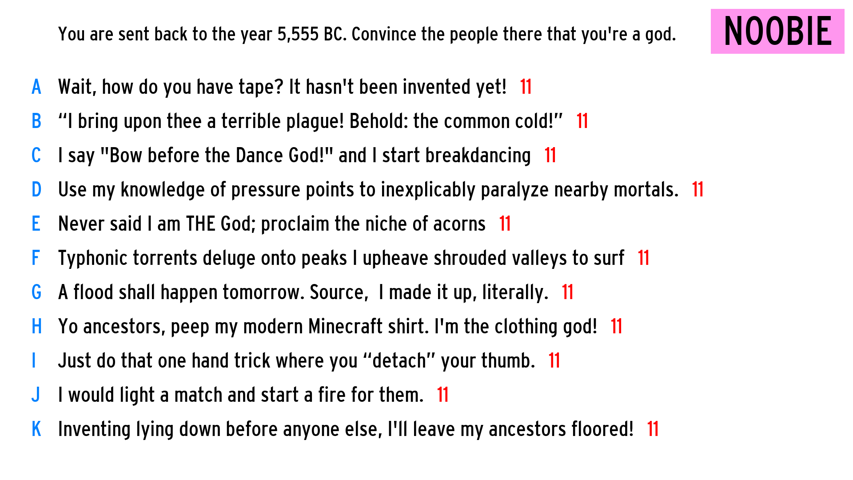 You are sent back to the year 5,555 BC. Convince the people there that you're a god.
NOOBIE
A Wait, how do you have tape? It hasn't been invented yet! 11
B “I bring upon thee a terrible plague! Behold: the common cold!” 11
C I say "Bow before the Dance God!" and I start breakdancing 11
D Use my knowledge of pressure points to inexplicably paralyze nearby mortals. 11
E Never said I am THE God; proclaim the niche of acorns 11
F Typhonic torrents deluge onto peaks I upheave shrouded valleys to surf 11
G A flood shall happen tomorrow. Source, I made it up, literally. 11
H Yo ancestors, peep my modern Minecraft shirt. I'm the clothing god! 11
I Just do that one hand trick where you “detach” your thumb. 11
J I would light a match and start a fire for them. 11
K Inventing lying down before anyone else, I'll leave my ancestors floored! 11